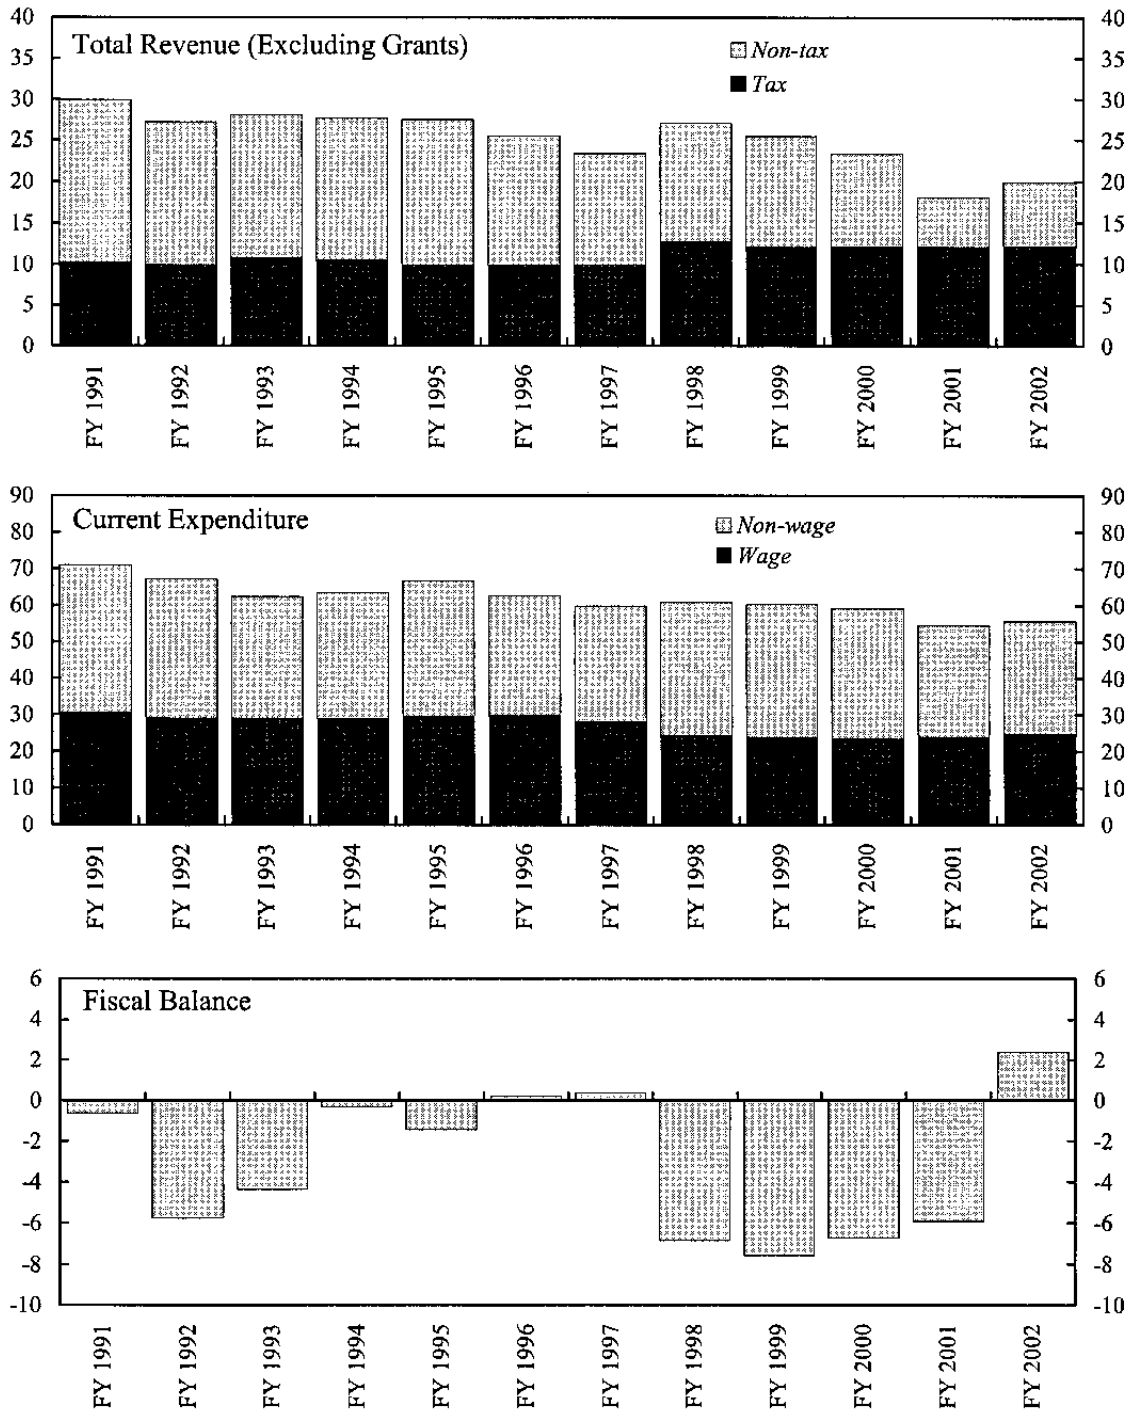 Total Revenue (Excluding Grants)
Non-tax
Tax
40 40
35 35
30 30
25 25
20 20
15 15
10 10
5 5
0 0
FY 1991 FY 1992 FY 1993 FY 1994 FY 1995 FY 1996 FY 1997 FY 1998 FY 1999 FY 2000 FY 2001 FY 2002
Current Expenditure
Non-wage
Wage
90 90
80 80
70 70
60 60
50 50
40 40
30 30
20 20
10 10
0 0
FY 1991 FY 1992 FY 1993 FY 1994 FY 1995 FY 1996 FY 1997 FY 1998 FY 1999 FY 2000 FY 2001 FY 2002
Fiscal Balance
6 6
4 4
2 2
0 0
-2 -2
-4 -4
-6 -6
-8 -8
-10 -10
FY 1991 FY 1992 FY 1993 FY 1994 FY 1995 FY 1996 FY 1997 FY 1998 FY 1999 FY 2000 FY 2001 FY 2002